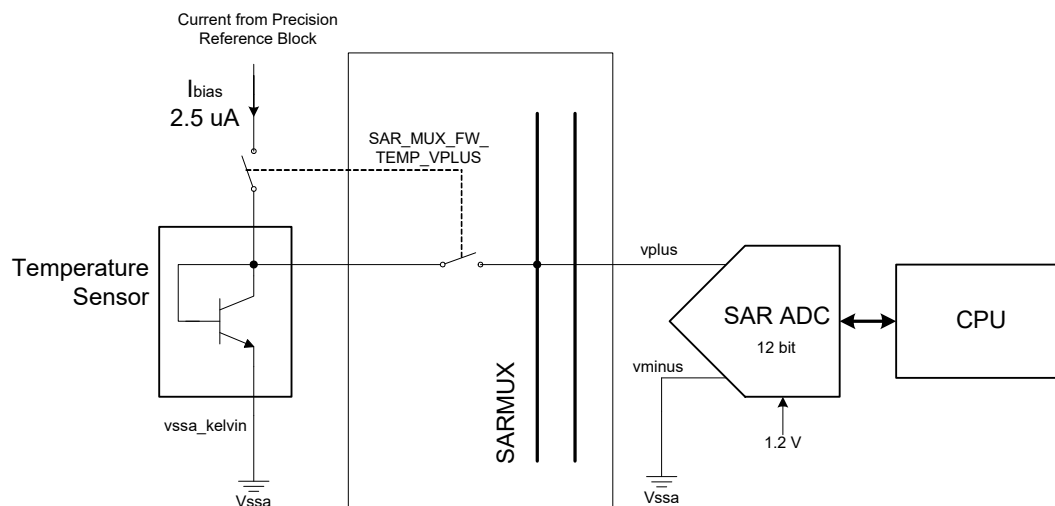 Current from Precision
Reference Block
Ibias
2.5 uA
SAR_MUX_FW_
TEMP_VPLUS
Temperature
Sensor
vplus
SAR ADC
12 bit
CPU
vminus
SARMUX
vssa_kelvin
1.2 V
Vssa
Vssa